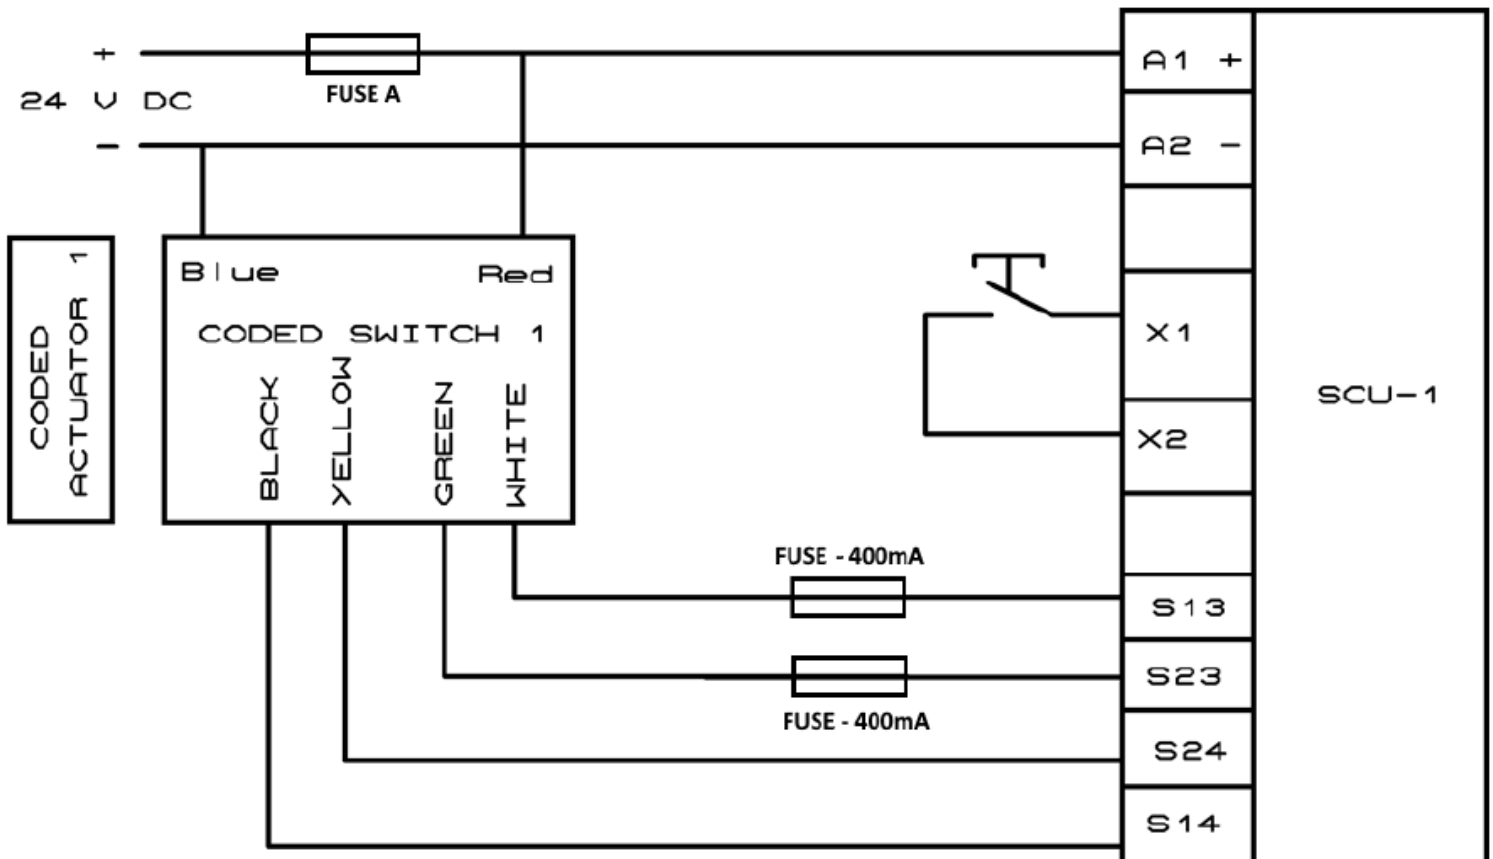 +
A1 +
FUSE A
24 V DC
-
A2 -
Blue
Red
CODED SWITCH 1
BLACK
YELLOW
GREEN
WHITE
CODED
ACTUATOR 1
X1
SCU-1
X2
FUSE - 400mA
S13
S23
FUSE - 400mA
S24
S14